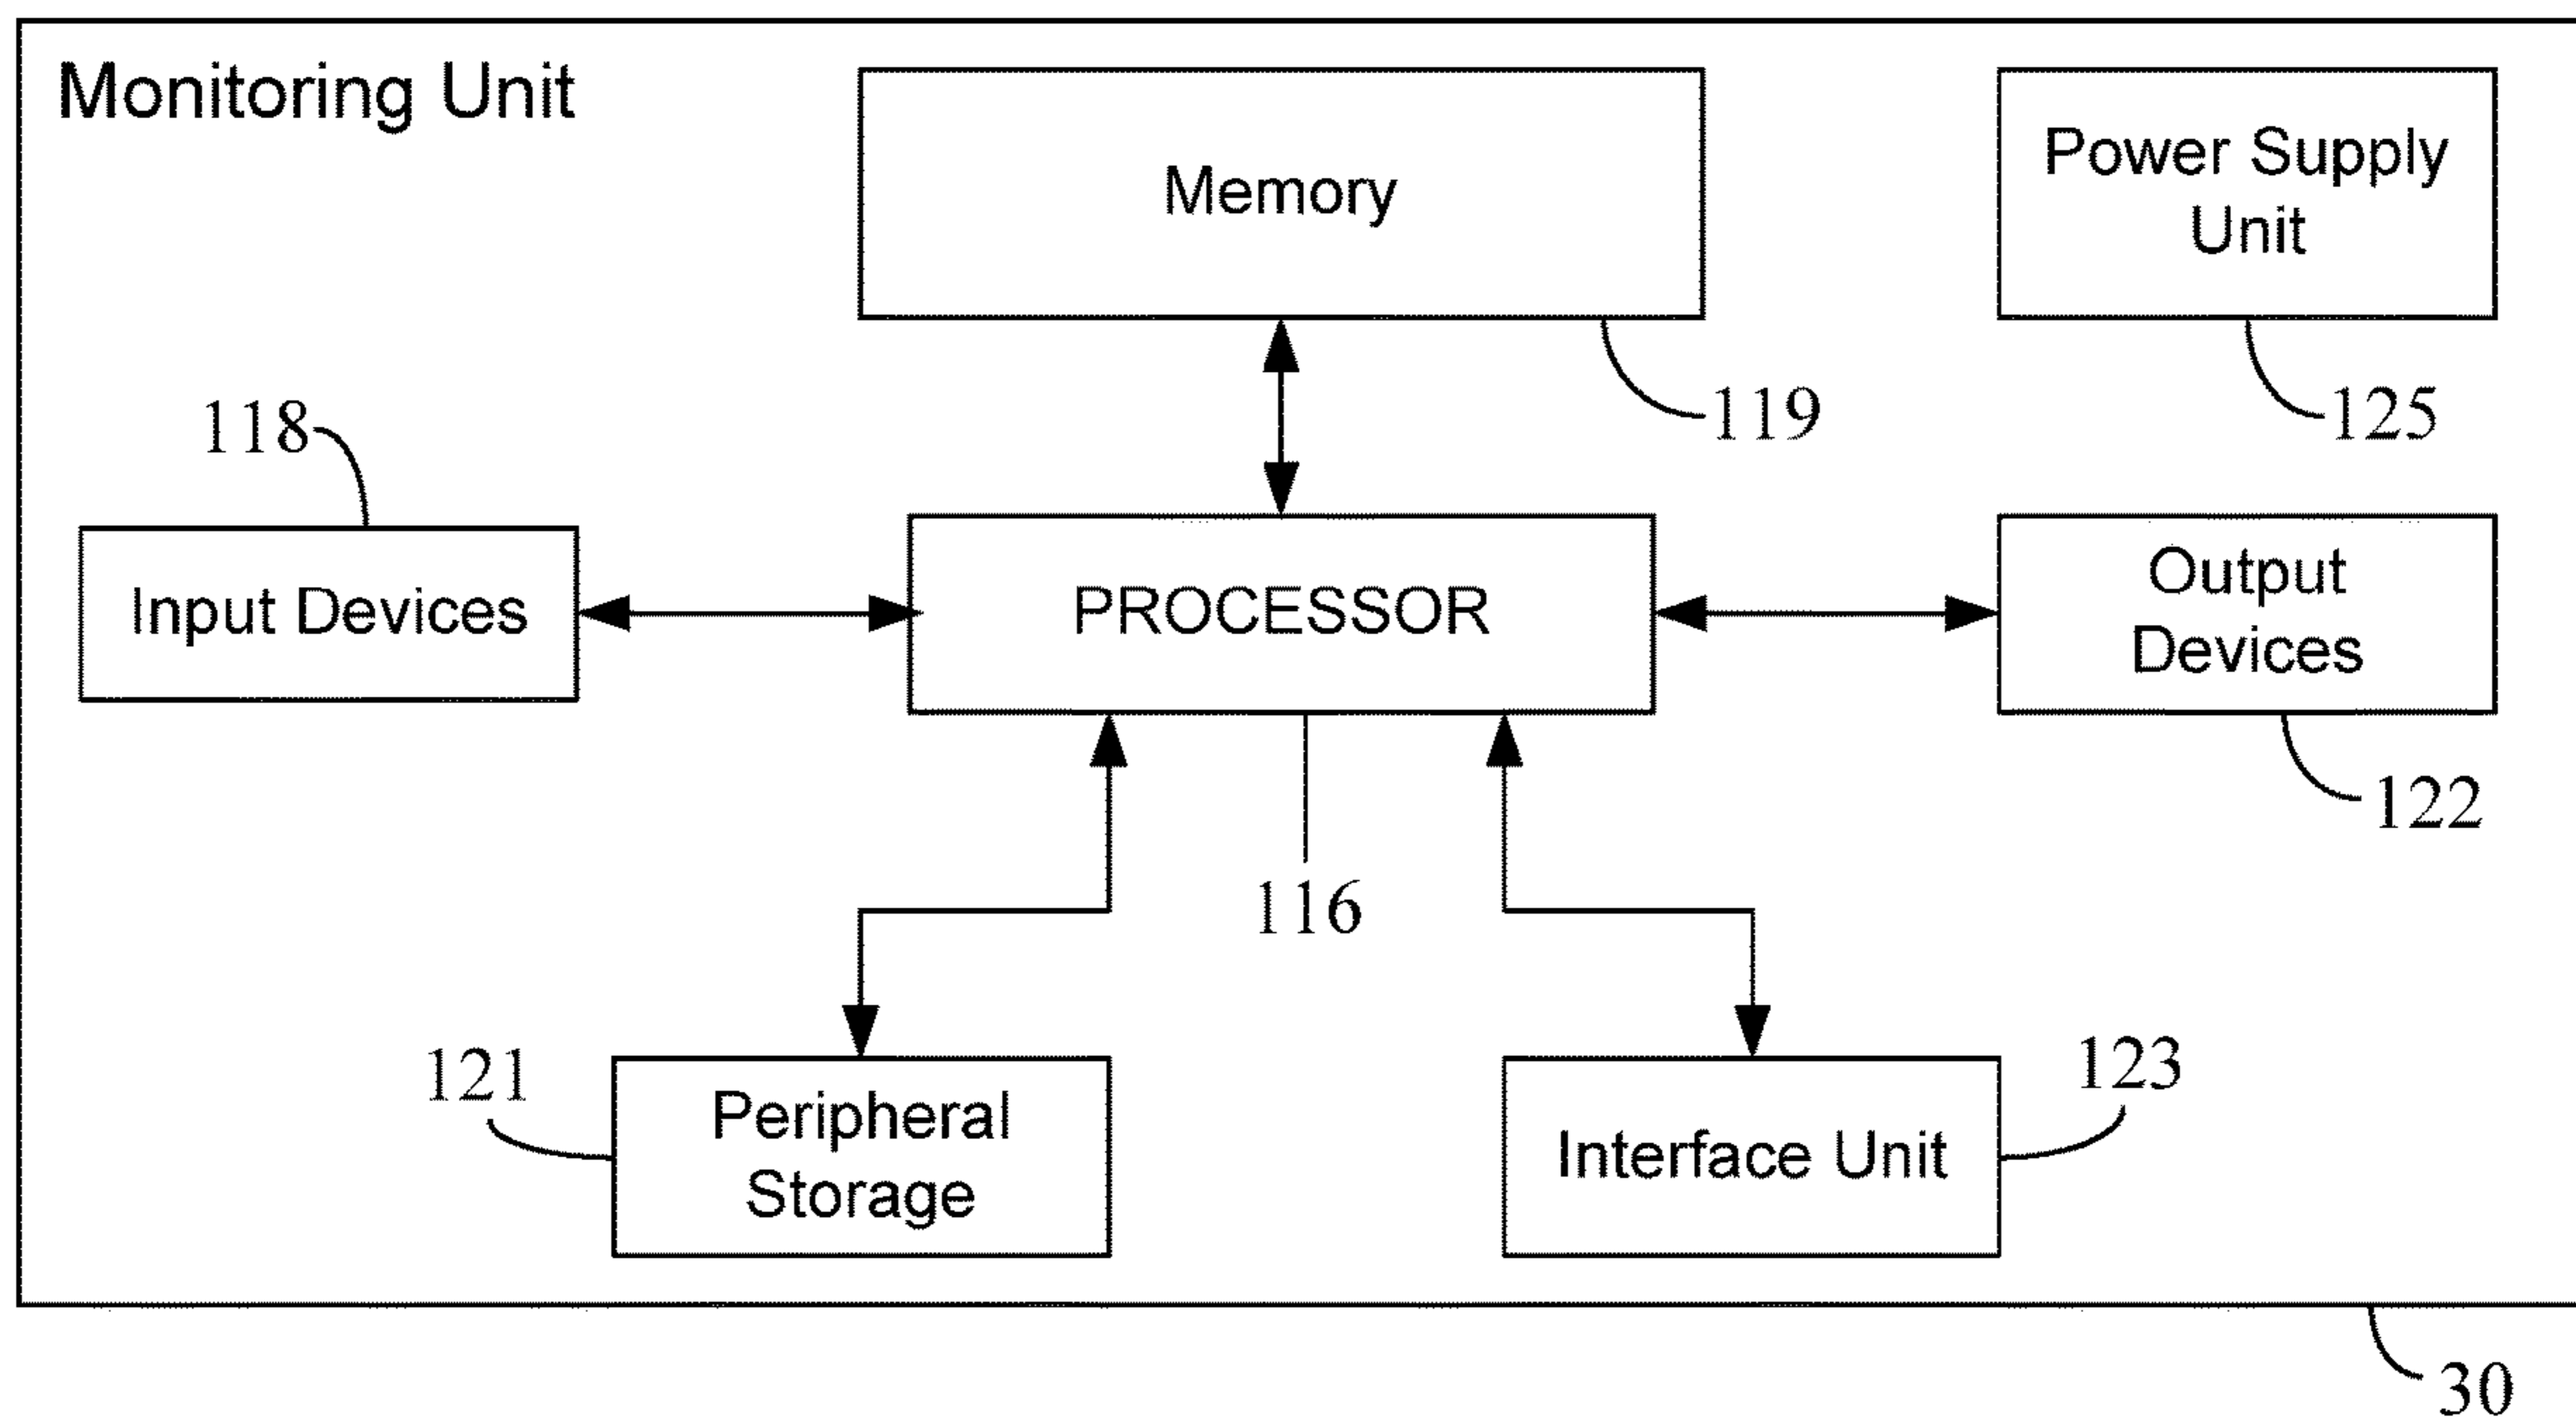 Monitoring Unit
Memory
Power Supply
Unit
119
125
118
Input Devices
PROCESSOR
Output
Devices
122
116
121
Peripheral
Storage
Interface Unit
123
30